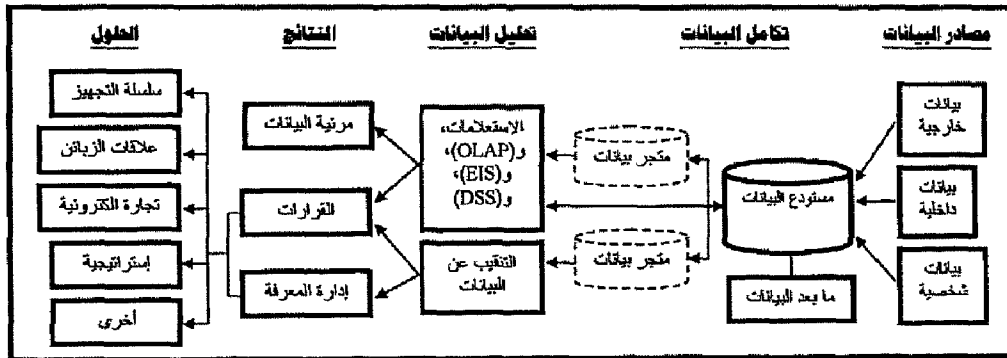 مصادر البيانات
تكامل البيانات
تحليل البيانات
النتائج
الحلول
بيانات
خارجية
بيانات
داخلية
بيانات
شخصية
مستودع البيانات
ما بعد البيانات
متجر بيانات
متجر بيانات
الاستعلامات،
و(OLAP)،
و(EIS)،
و(DSS)
التنقيب عن
البيانات
مرئية البيانات
القرارات
إدارة المعرفة
سلسلة التجهيز
علاقات الزبائن
تجارة الكترونية
إستراتيجية
أخرى